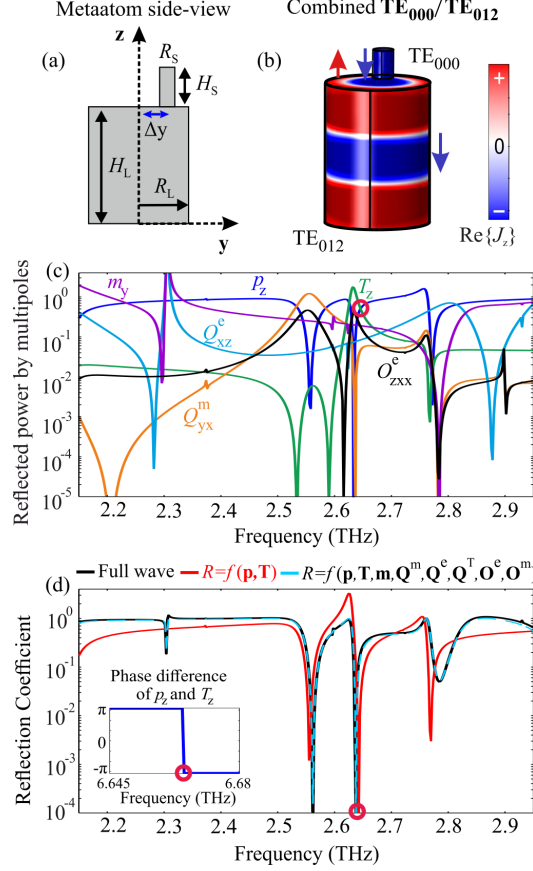 Metaatom side-view
Combined TE000/TE012
(a)
z
RS
HS
Δy
HL
RL
y
(b)
TE000
TE012
+
0
−
Re{Jz}
(c)
my
pz
Tz
Qexz
Oezxx
Qmyx
Reflected power by multipoles
10^1
10^0
10^-1
10^-2
10^-3
10^-4
10^-5
2.2 2.3 2.4 2.5 2.6 2.7 2.8 2.9
Frequency (THz)
Full wave R=f(p,T) R=f(p,T,m,Q^m,Q^e,Q^T,O^e,O^m,
(d)
Reflection Coefficient
10^0
10^-1
10^-2
10^-3
10^-4
Phase difference
of pz and Tz
π
0
-π
6.645 6.68
Frequency (THz)
2.2 2.3 2.4 2.5 2.6 2.7 2.8 2.9
Frequency (THz)